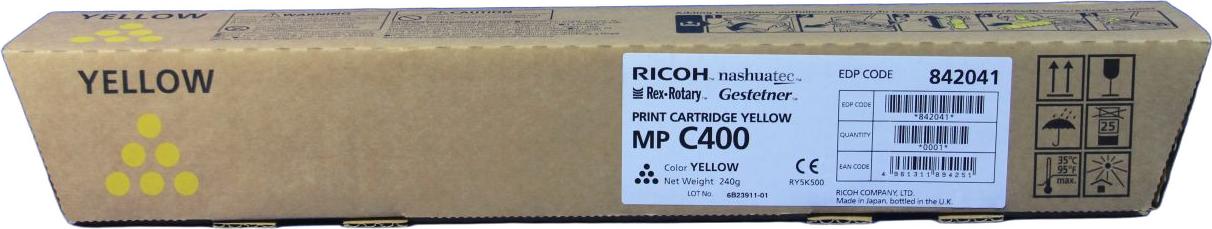 YELLOW
WARNING
CAUTION
YELLOW
RICOH nashuatec
Rex-Rotary Gestetner
PRINT CARTRIDGE YELLOW
MP C400
Color YELLOW
Net Weight 240g
LOT No. 6B23911-01
CE
RY5K500
EDP CODE 842041
EDP CODE
*842041*
QUANTITY
*0001*
EAN CODE
4 961311 894251
RICOH COMPANY, LTD.
Made in Japan, bottled in the U.K.
25
35°C
95°F
max.